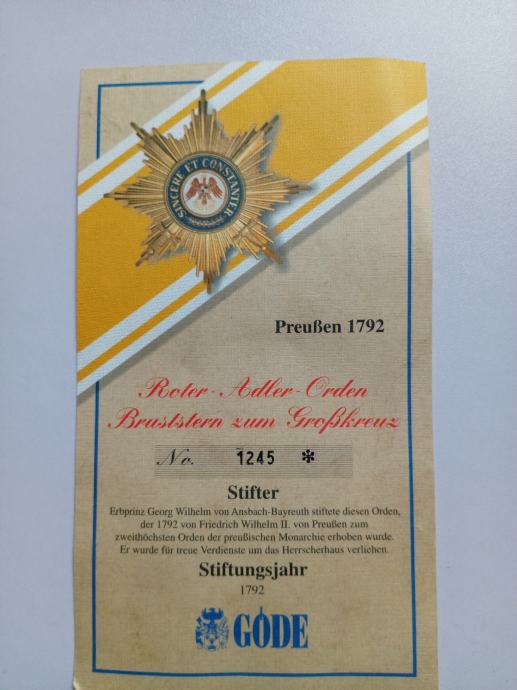 SINCERE ET CONSTANTER
Preußen 1792
Roter-Adler-Orden
Bruststern zum Großkreuz
No. 1245 *
Stifter
Erbprinz Georg Wilhelm von Ansbach-Bayreuth stiftete diesen Orden,
der 1792 von Friedrich Wilhelm II. von Preußen zum
zweithöchsten Orden der preußischen Monarchie erhoben wurde.
Er wurde für treue Verdienste um das Herrscherhaus verliehen.
Stiftungsjahr
1792
GÖDE